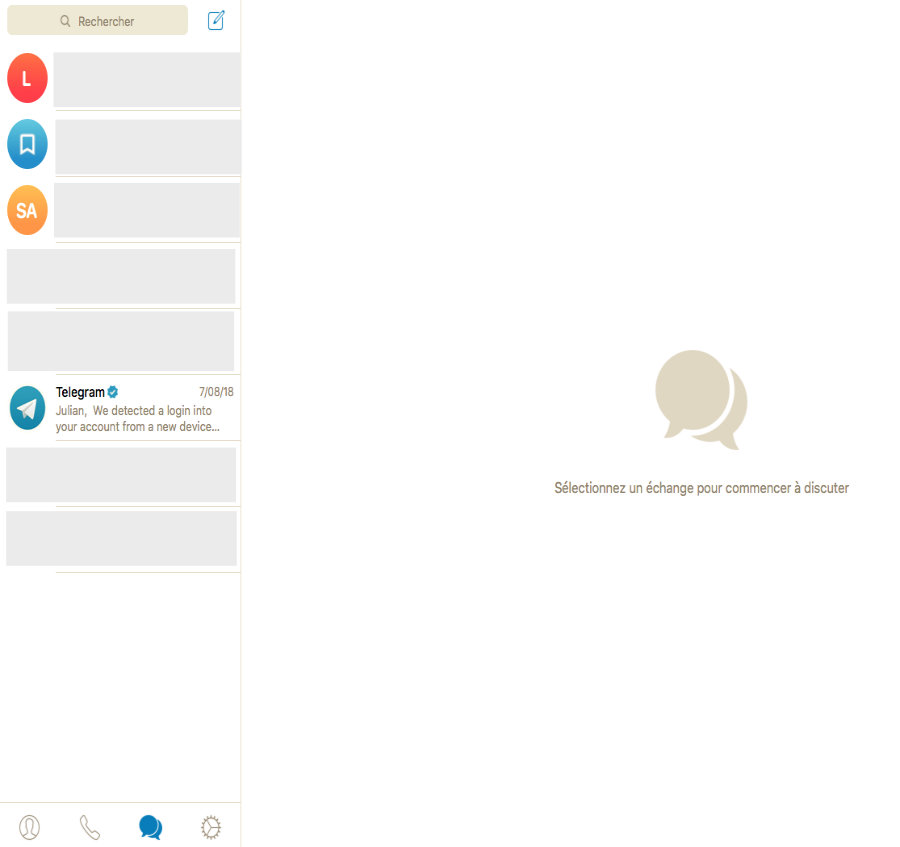 Rechercher
L
SA
Telegram 7/08/18
Julian, We detected a login into
your account from a new device...
Sélectionnez un échange pour commencer à discuter